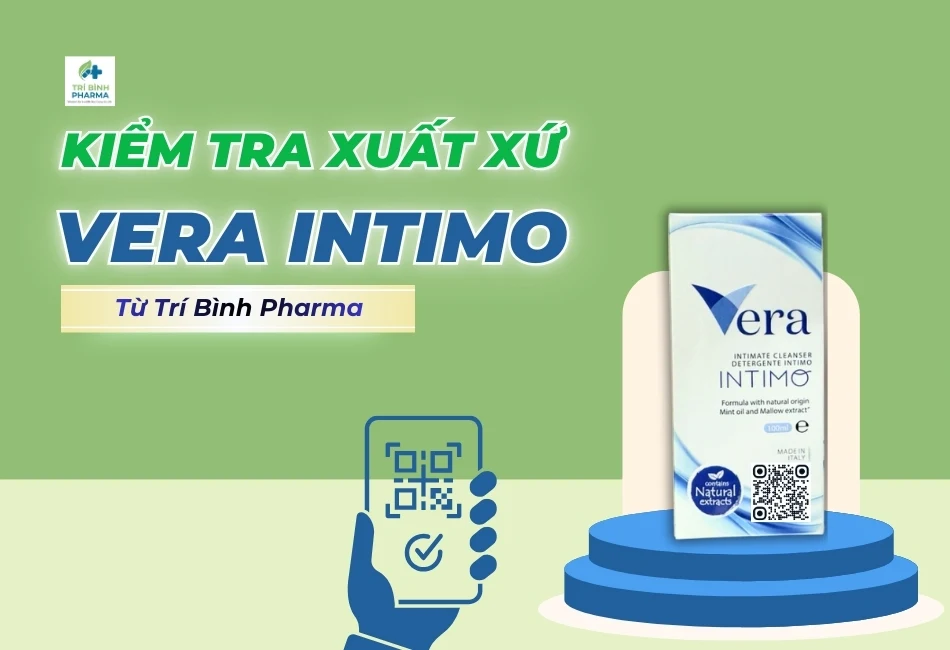 TRÍ BÌNH
PHARMA
KIỂM TRA XUẤT XỨ
VERA INTIMO
Từ Trí Bình Pharma
Vera
INTIMATE CLEANSER
DETERGENTE INTIMO
INTIMO
Formula with natural origin
Mint oil and Mallow extract*
100ml e
MADE IN
ITALY
contains
Natural
extracts